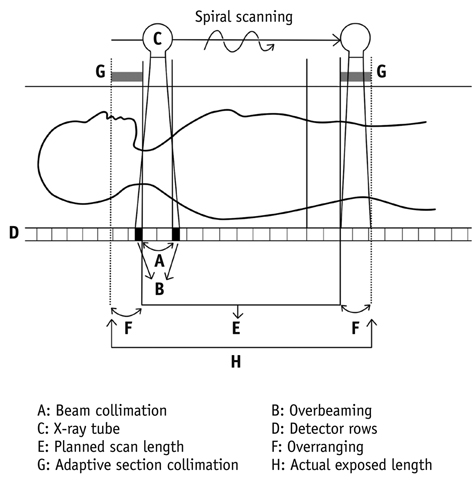 Spiral scanning
C
G
G
D
A
B
F
E
F
H
A: Beam collimation
B: Overbeaming
C: X-ray tube
D: Detector rows
E: Planned scan length
F: Overranging
G: Adaptive section collimation
H: Actual exposed length